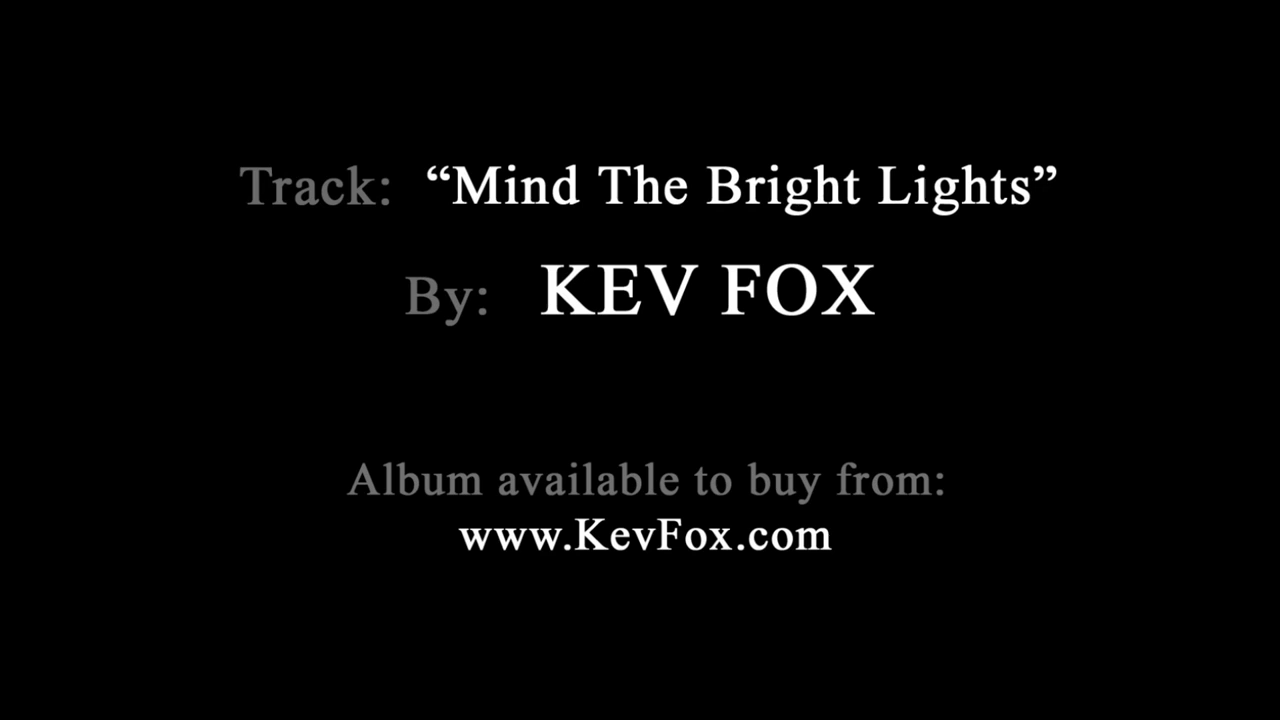 Track: “Mind The Bright Lights”
By: KEV FOX
Album available to buy from:
www.KevFox.com